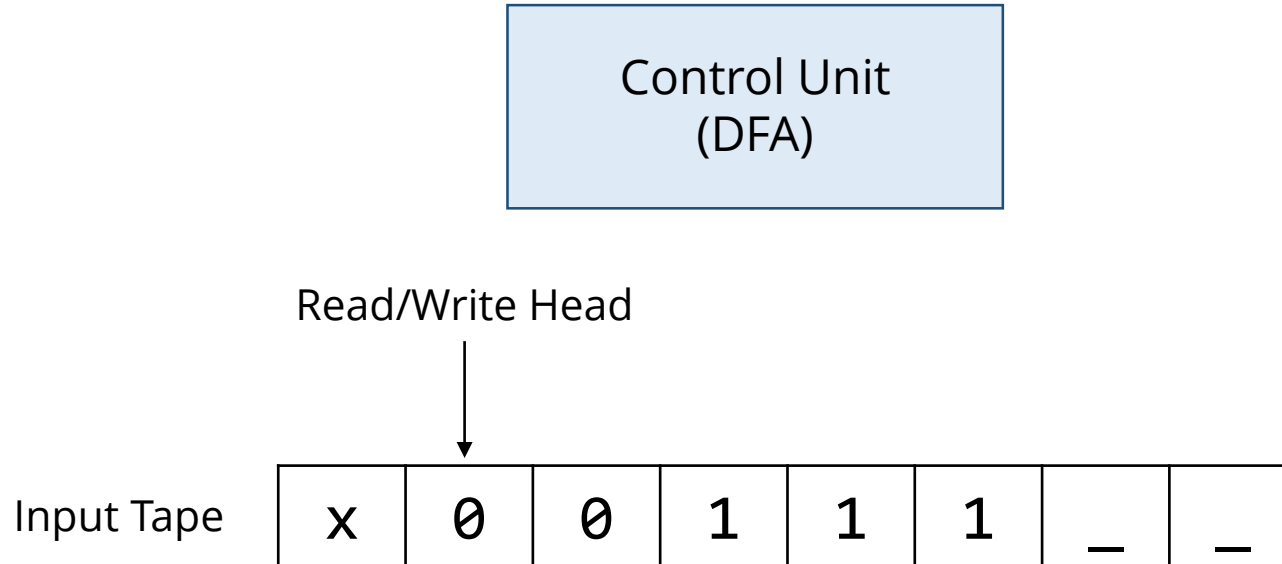 Control Unit
(DFA)
Read/Write Head
Input Tape x 0 0 1 1 1 _ _